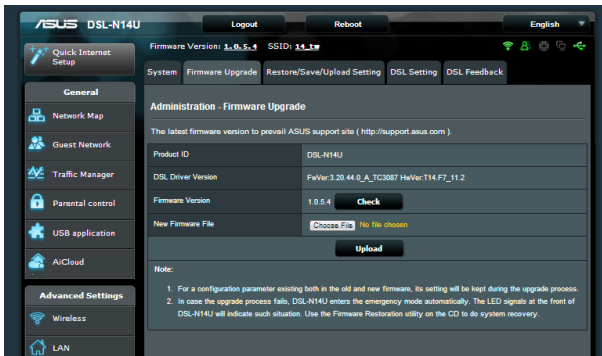 ASUS DSL-N14U Logout Reboot English
Quick Internet Setup
Firmware Version: 1.0.5.4 SSID: 14_tw
System Firmware Upgrade Restore/Save/Upload Setting DSL Setting DSL Feedback
General
Network Map
Guest Network
Traffic Manager
Parental control
USB application
AiCloud
Advanced Settings
Wireless
LAN
Administration - Firmware Upgrade
The latest firmware version to prevail ASUS support site ( http://support.asus.com ).
Product ID DSL-N14U
DSL Driver Version FwVer:3.20.44.0_A_TC3087 HwVer:T14.F7_11.2
Firmware Version 1.0.5.4 Check
New Firmware File Choose File No file chosen
Upload
Note:
1. For a configuration parameter existing both in the old and new firmware, its setting will be kept during the upgrade process.
2. In case the upgrade process fails, DSL-N14U enters the emergency mode automatically. The LED signals at the front of
DSL-N14U will indicate such situation. Use the Firmware Restoration utility on the CD to do system recovery.